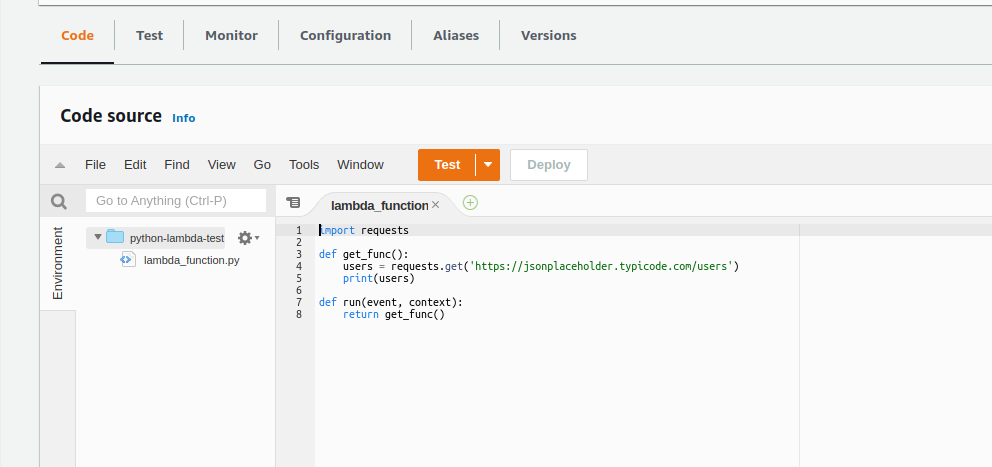 Code Test Monitor Configuration Aliases Versions
Code source Info
File Edit Find View Go Tools Window Test Deploy
Go to Anything (Ctrl-P)
Environment
python-lambda-test
lambda_function.py
lambda_function ×
1 import requests
2
3 def get_func():
4     users = requests.get('https://jsonplaceholder.typicode.com/users')
5     print(users)
6
7 def run(event, context):
8     return get_func()